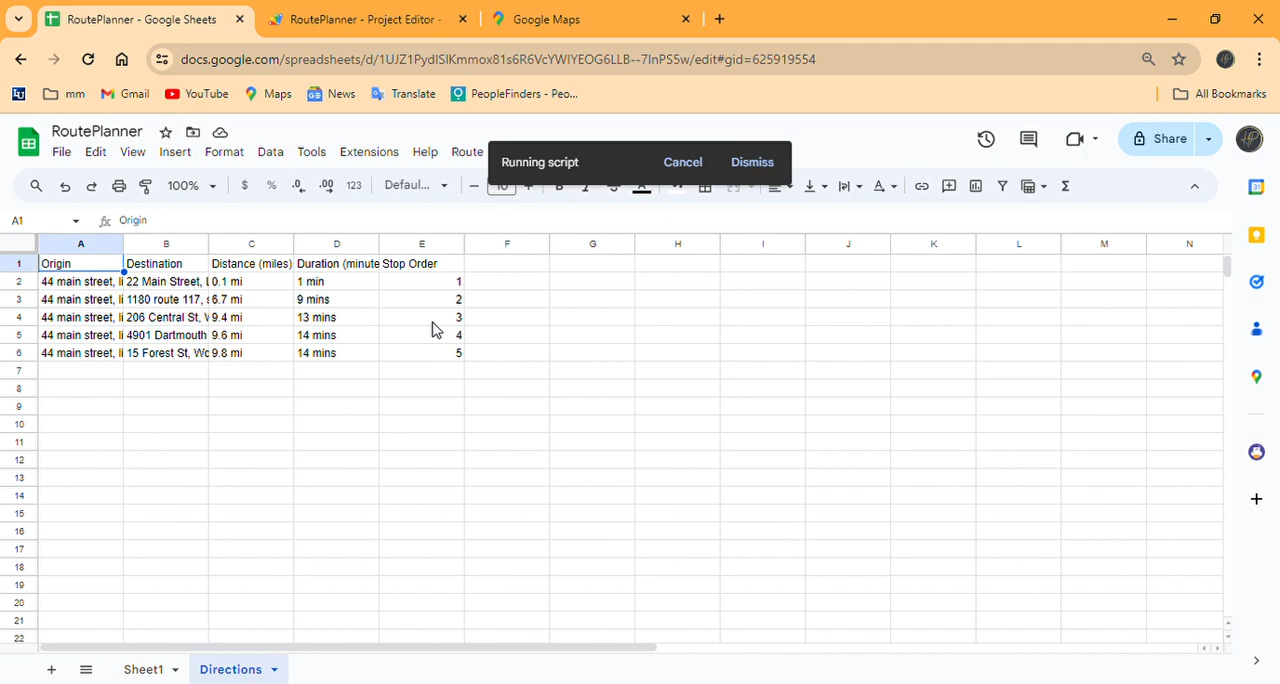 RoutePlanner - Google Sheets
RoutePlanner - Project Editor -
Google Maps
docs.google.com/spreadsheets/d/1UJZ1PydISlKmmox81s6R6VcYWlYEOG6LLB--7InPS5w/edit#gid=625919554
mm
Gmail
YouTube
Maps
News
Translate
PeopleFinders - Peo...
All Bookmarks
RoutePlanner
File Edit View Insert Format Data Tools Extensions Help Route
Running script Cancel Dismiss
Share
100% $ % .0 .00 123 Defaul... 10 B I A
A1 fx Origin
A B C D E F G H I J K L M N
1 Origin Destination Distance (miles) Duration (minute Stop Order
2 44 main street, li 22 Main Street, L 0.1 mi 1 min 1
3 44 main street, li 1180 route 117, s 6.7 mi 9 mins 2
4 44 main street, li 206 Central St, W 9.4 mi 13 mins 3
5 44 main street, li 4901 Dartmouth 9.6 mi 14 mins 4
6 44 main street, li 15 Forest St, Wo 9.8 mi 14 mins 5
7
8
9
10
11
12
13
14
15
16
17
18
19
20
21
22
Sheet1 Directions